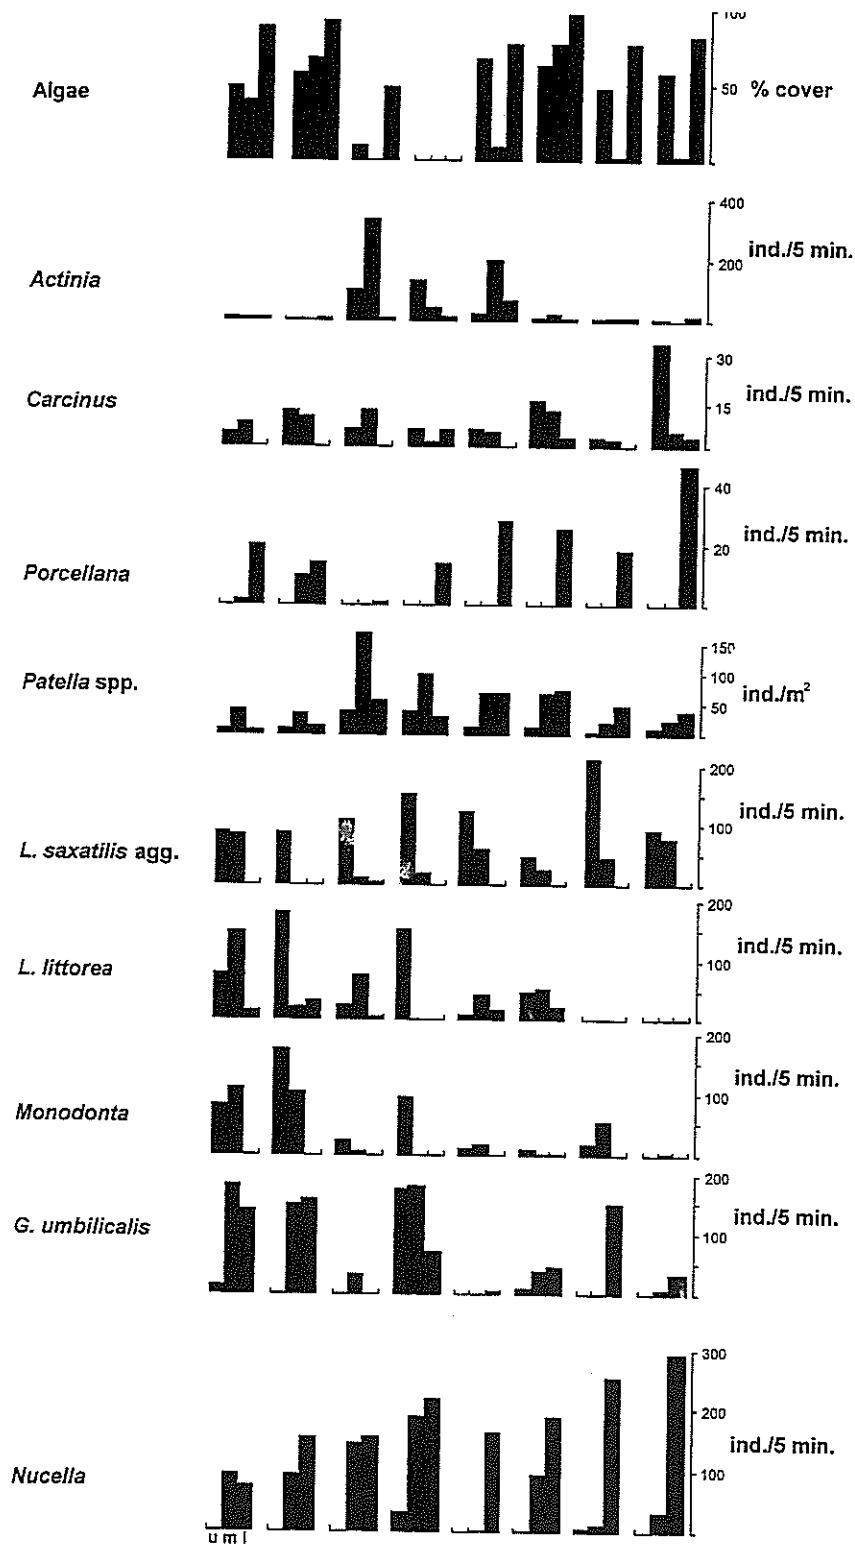 100
Algae
50 % cover
400
ind./5 min.
200
Actinia
30
ind./5 min.
Carcinus
15
40
ind./5 min.
20
Porcellana
150
Patella spp.
100
ind./m²
50
200
ind./5 min.
100
L. saxatilis agg.
200
ind./5 min.
L. littorea
100
200
ind./5 min.
100
Monodonta
200
ind./5 min.
G. umbilicalis
100
300
200
ind./5 min.
Nucella
100
u m l